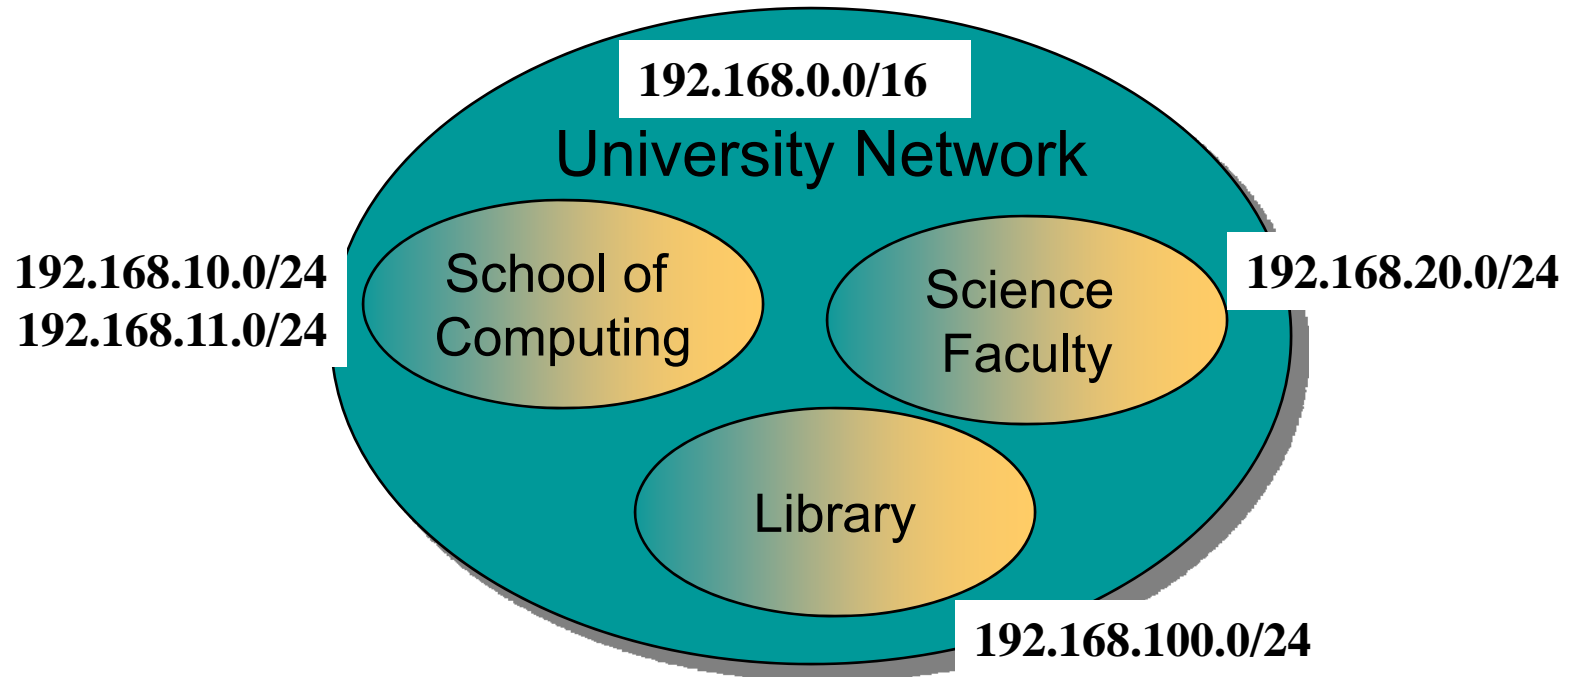 192.168.0.0/16
University Network
192.168.10.0/24
192.168.11.0/24
School of
Computing
Science
Faculty
192.168.20.0/24
Library
192.168.100.0/24